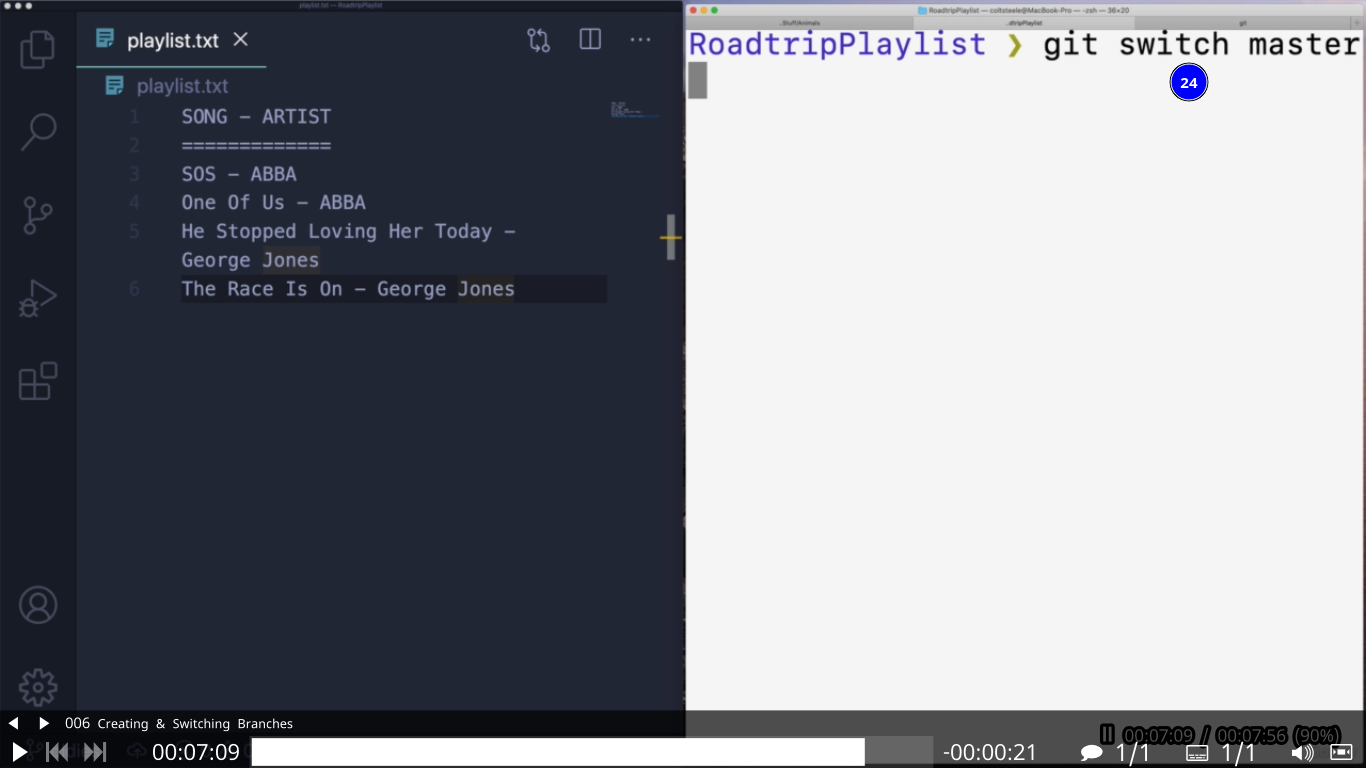 playlist.txt — RoadtripPlaylist
playlist.txt
playlist.txt
1 SONG – ARTIST
2 =============
3 SOS – ABBA
4 One Of Us – ABBA
5 He Stopped Loving Her Today –
George Jones
6 The Race Is On – George Jones
RoadtripPlaylist — coltsteele@MacBook-Pro — -zsh — 36×20
..Stuff/Animals
..dtripPlaylist
git
RoadtripPlaylist ❯ git switch master
24
006 Creating & Switching Branches
00:07:09 / 00:07:56 (90%)
00:07:09
-00:00:21
1/1
1/1